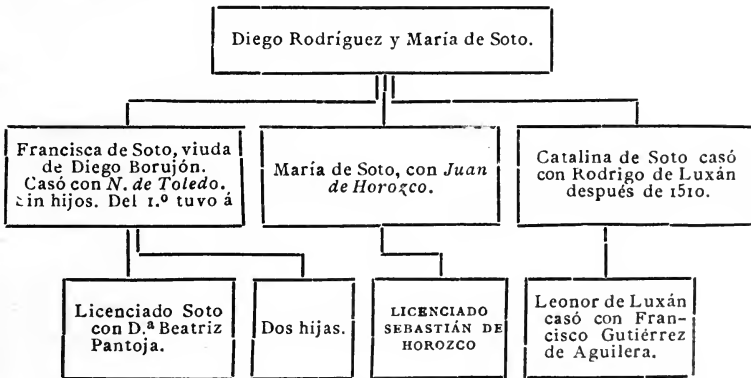 Diego Rodríguez y María de Soto.
Francisca de Soto, viuda
de Diego Borujón.
Casó con N. de Toledo.
in hijos. Del 1.º tuvo á
María de Soto, con Juan
de Horozco.
Catalina de Soto casó
con Rodrigo de Luxán
después de 1510.
Licenciado Soto
con D.ª Beatriz
Pantoja.
Dos hijas.
LICENCIADO
SEBASTIÁN DE
HOROZCO
Leonor de Luxán
casó con Fran-
cisco Gutiérrez
de Aguilera.